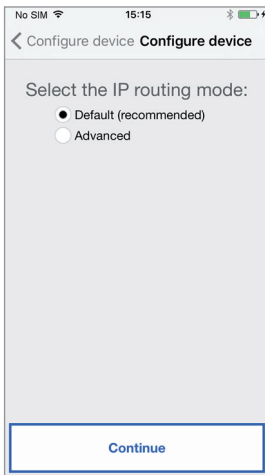 No SIM 15:15
Configure device Configure device
Select the IP routing mode:
Default (recommended)
Advanced
Continue